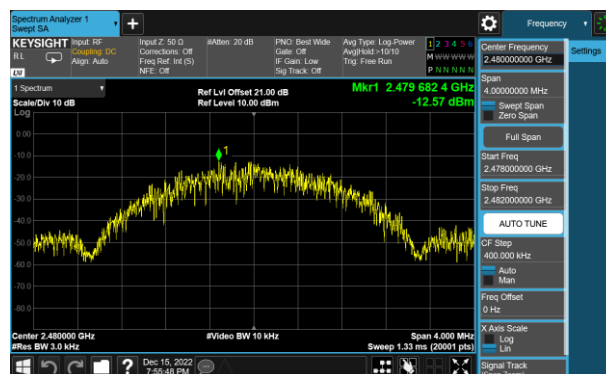 Spectrum Analyzer 1
Swept SA
Frequency
KEYSIGHT
Input: RF
Coupling: DC
Align: Auto
Input Z: 50 Ω
Corrections: Off
Freq Ref: Int (S)
NFE: Off
#Atten: 20 dB
PNO: Best Wide
Gate: Off
IF Gain: Low
Sig Track: Off
Avg Type: Log-Power
Avg|Hold:>10/10
Trig: Free Run
1 2 3 4 5 6
M W W W W W
P N N N N N
RL
LXI
Settings
1 Spectrum
Scale/Div 10 dB
Log
Ref Lvl Offset 21.00 dB
Ref Level 10.00 dBm
Mkr1 2.479 682 4 GHz
-12.57 dBm
0.00
-10.0
-20.0
-30.0
-40.0
-50.0
-60.0
-70.0
-80.0
1
Center 2.480000 GHz
#Res BW 3.0 kHz
#Video BW 10 kHz
Span 4.000 MHz
Sweep 1.33 ms (20001 pts)
Center Frequency
2.480000000 GHz
Span
4.00000000 MHz
Swept Span
Zero Span
Full Span
Start Freq
2.478000000 GHz
Stop Freq
2.482000000 GHz
AUTO TUNE
CF Step
400.000 kHz
Auto
Man
Freq Offset
0 Hz
X Axis Scale
Log
Lin
Signal Track
Dec 15, 2022
7:55:48 PM